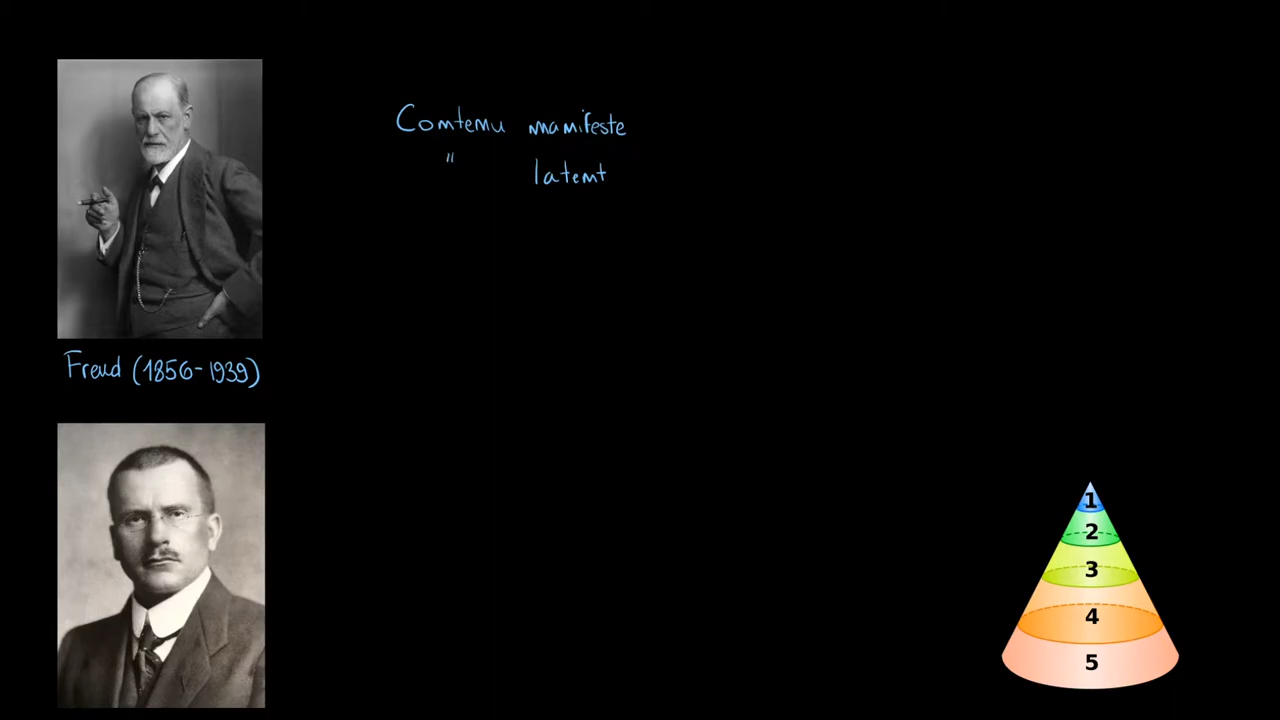 Contenu manifeste
" latent
Freud (1856-1939)
1
2
3
4
5